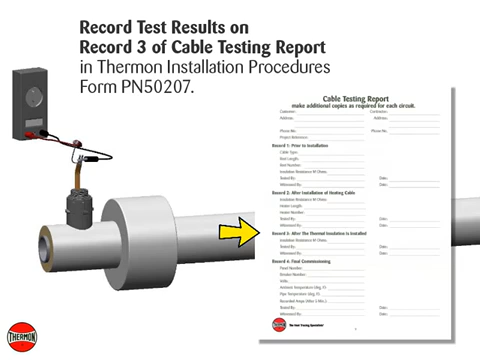 Record Test Results on
Record 3 of Cable Testing Report
in Thermon Installation Procedures
Form PN50207.
Cable Testing Report
make additional copies as required for each circuit.
Customer: Contractor:
Address: Address:
Phone No.: Phone No.:
Project Reference:
Record 1: Prior to Installation
Cable Type:
Reel Length:
Reel Number:
Insulation Resistance M Ohms:
Tested By: Date:
Witnessed By: Date:
Record 2: After Installation of Heating Cable
Insulation Resistance M Ohms:
Heater Length:
Heater Number:
Tested By: Date:
Witnessed By: Date:
Record 3: After The Thermal Insulation is Installed
Insulation Resistance M Ohms:
Tested By: Date:
Witnessed By: Date:
Record 4: Final Commissioning
Panel Number:
Breaker Number:
Volts:
Ambient Temperature (deg. F):
Pipe Temperature (deg. F):
Recorded Amps (After 5 Min.):
Tested By: Date:
Witnessed By: Date:
THERMON The Heat Tracing Specialists
THERMON